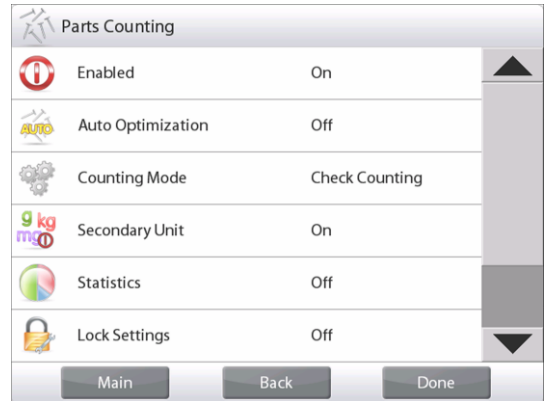 Parts Counting
Enabled On
AUTO Auto Optimization Off
Counting Mode Check Counting
g kg mg Secondary Unit On
Statistics Off
Lock Settings Off
Main Back Done